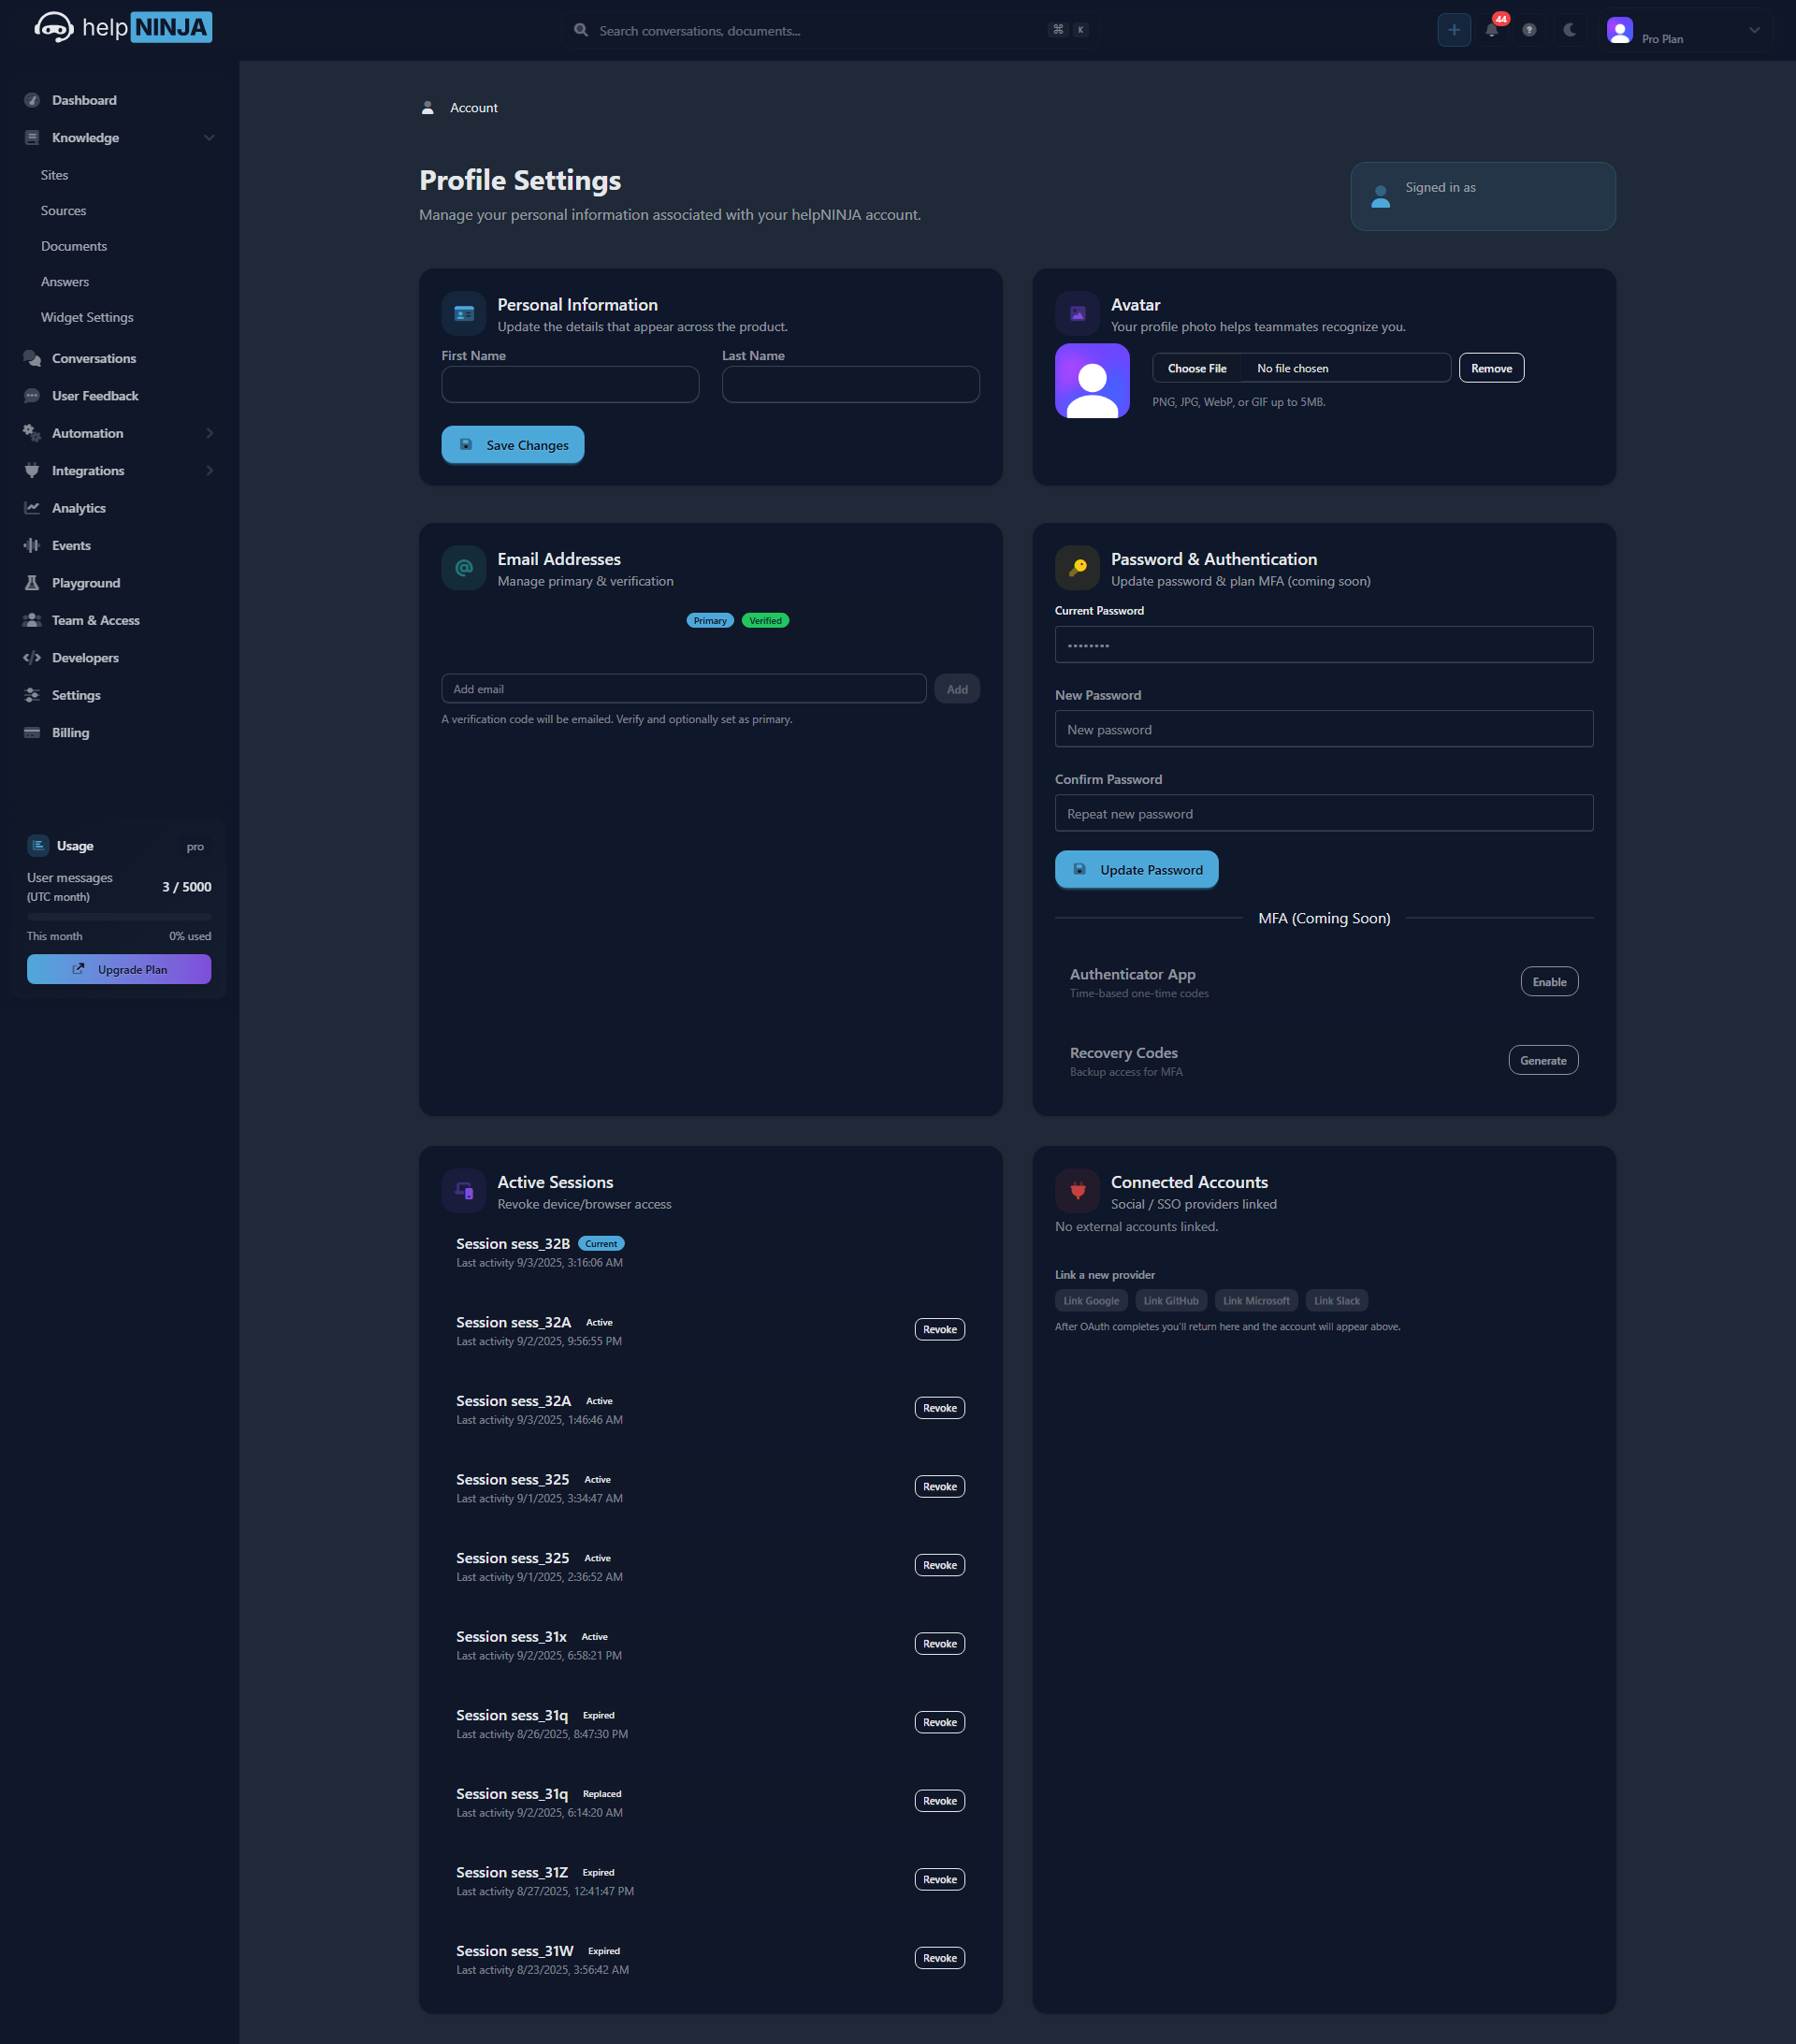 helpNINJA
Search conversations, documents...
⌘ K
44
Pro Plan
Dashboard
Knowledge
Sites
Sources
Documents
Answers
Widget Settings
Conversations
User Feedback
Automation
Integrations
Analytics
Events
Playground
Team & Access
Developers
Settings
Billing
Usage
pro
User messages
(UTC month)
3 / 5000
This month
0% used
Upgrade Plan
Account
Profile Settings
Manage your personal information associated with your helpNINJA account.
Signed in as
Personal Information
Update the details that appear across the product.
First Name
Last Name
Save Changes
Avatar
Your profile photo helps teammates recognize you.
Choose File
No file chosen
Remove
PNG, JPG, WebP, or GIF up to 5MB.
Email Addresses
Manage primary & verification
Primary
Verified
Add email
Add
A verification code will be emailed. Verify and optionally set as primary.
Password & Authentication
Update password & plan MFA (coming soon)
Current Password
••••••••
New Password
New password
Confirm Password
Repeat new password
Update Password
MFA (Coming Soon)
Authenticator App
Time-based one-time codes
Enable
Recovery Codes
Backup access for MFA
Generate
Active Sessions
Revoke device/browser access
Session sess_32B Current
Last activity 9/3/2025, 3:16:06 AM
Session sess_32A Active
Last activity 9/2/2025, 9:56:55 PM
Revoke
Session sess_32A Active
Last activity 9/3/2025, 1:46:46 AM
Revoke
Session sess_325 Active
Last activity 9/1/2025, 3:34:47 AM
Revoke
Session sess_325 Active
Last activity 9/1/2025, 2:36:52 AM
Revoke
Session sess_31x Active
Last activity 9/2/2025, 6:58:21 PM
Revoke
Session sess_31q Expired
Last activity 8/26/2025, 8:47:30 PM
Revoke
Session sess_31q Replaced
Last activity 9/2/2025, 6:14:20 AM
Revoke
Session sess_31Z Expired
Last activity 8/27/2025, 12:41:47 PM
Revoke
Session sess_31W Expired
Last activity 8/23/2025, 3:56:42 AM
Revoke
Connected Accounts
Social / SSO providers linked
No external accounts linked.
Link a new provider
Link Google
Link GitHub
Link Microsoft
Link Slack
After OAuth completes you'll return here and the account will appear above.